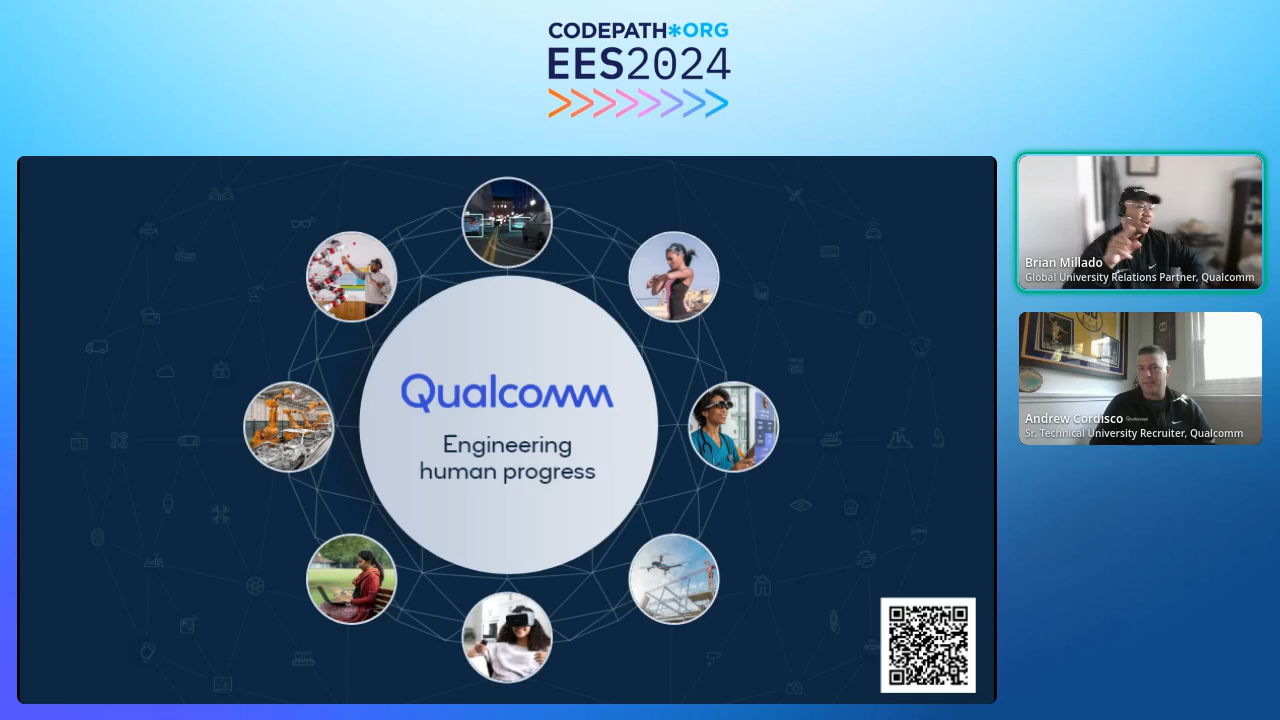 CODEPATH*ORG
EES2024
Qualcomm
Engineering
human progress
Brian Millado
Global University Relations Partner, Qualcomm
Andrew Cordisco
Sr. Technical University Recruiter, Qualcomm